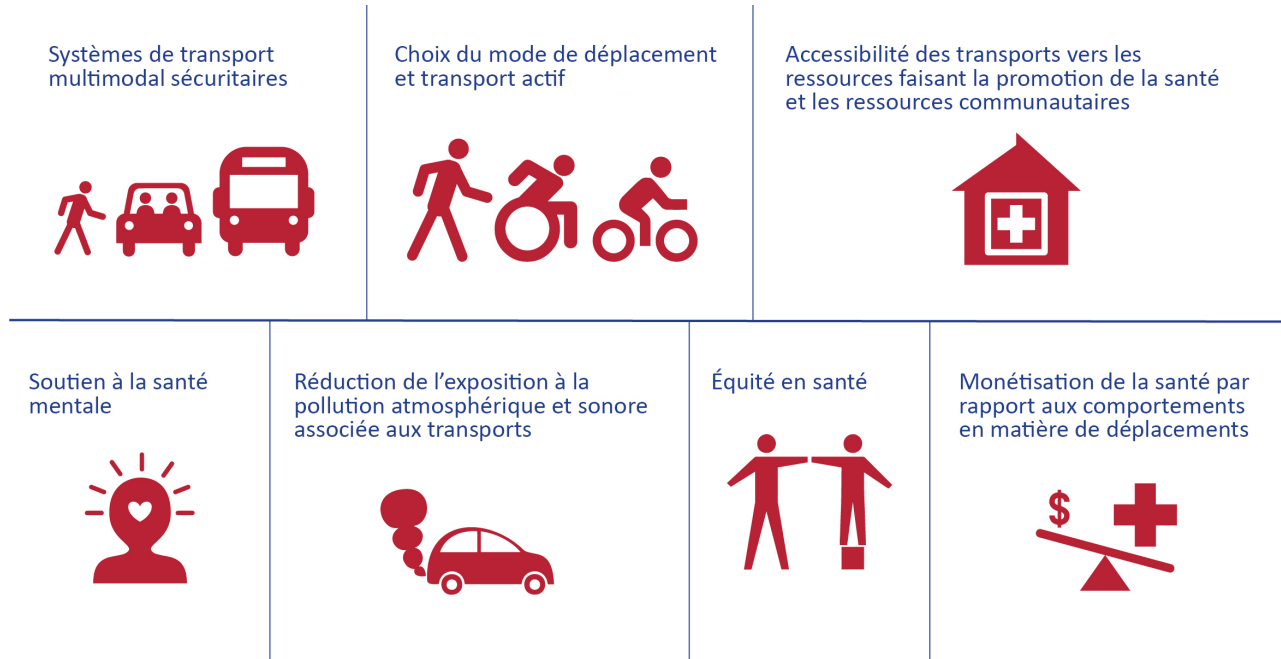 Systèmes de transport
multimodal sécuritaires
Choix du mode de déplacement
et transport actif
Accessibilité des transports vers les
ressources faisant la promotion de la santé
et les ressources communautaires
Soutien à la santé
mentale
Réduction de l’exposition à la
pollution atmosphérique et sonore
associée aux transports
Équité en santé
Monétisation de la santé par
rapport aux comportements
en matière de déplacements
$